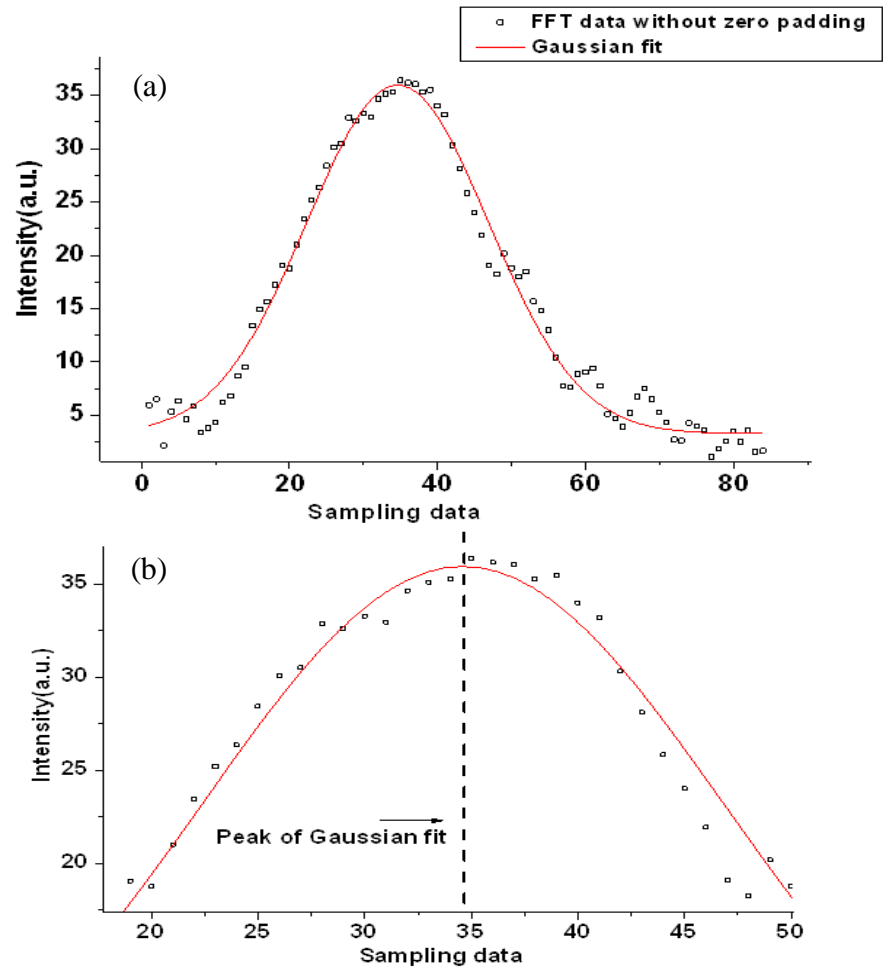 FFT data without zero padding
Gaussian fit
(a)
35
30
25
20
15
10
5
Intensity(a.u.)
0 20 40 60 80
Sampling data
(b)
35
30
25
20
Intensity(a.u.)
Peak of Gaussian fit
20 25 30 35 40 45 50
Sampling data